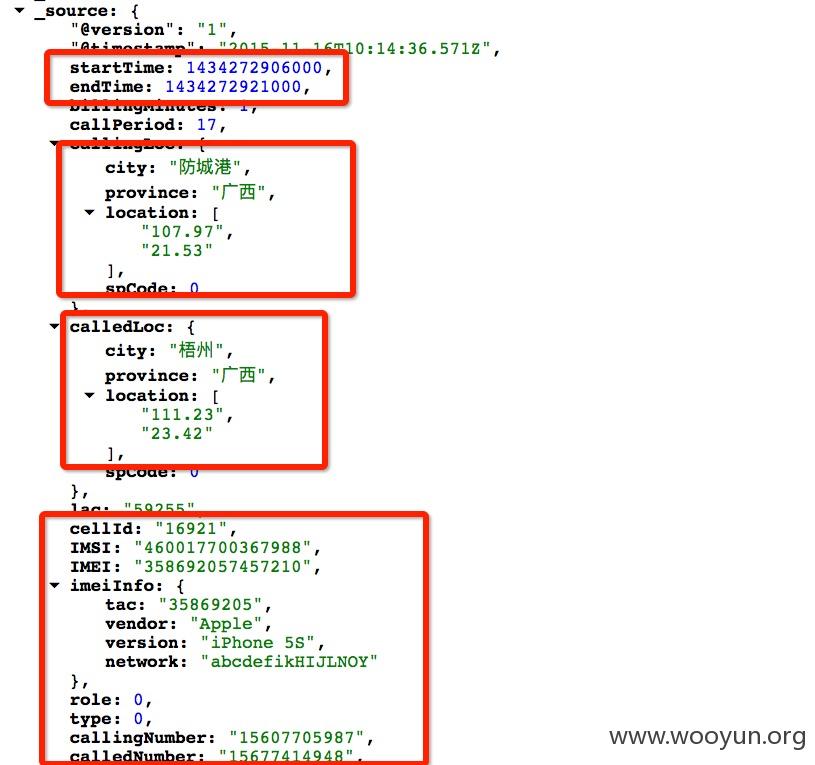 _source: {
"@version": "1",
"@timestamp": "2015-11-16T10:14:36.571Z",
startTime: 1434272906000,
endTime: 1434272921000,
billingMinutes: 1,
callPeriod: 17,
callingLoc: {
city: "防城港",
province: "广西",
location: [
"107.97",
"21.53"
],
spCode: 0
},
calledLoc: {
city: "梧州",
province: "广西",
location: [
"111.23",
"23.42"
],
spCode: 0
},
lac: "59255",
cellId: "16921",
IMSI: "460017700367988",
IMEI: "358692057457210",
imeiInfo: {
tac: "35869205",
vendor: "Apple",
version: "iPhone 5S",
network: "abcdefikHIJLNOY"
},
role: 0,
type: 0,
callingNumber: "15607705987",
calledNumber: "15677414948",
www.wooyun.org